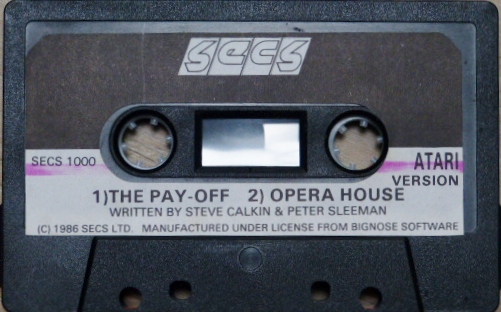 SECS
SECS 1000
ATARI
VERSION
1)THE PAY-OFF 2) OPERA HOUSE
WRITTEN BY STEVE CALKIN & PETER SLEEMAN
(C) 1986 SECS LTD. MANUFACTURED UNDER LICENSE FROM BIGNOSE SOFTWARE